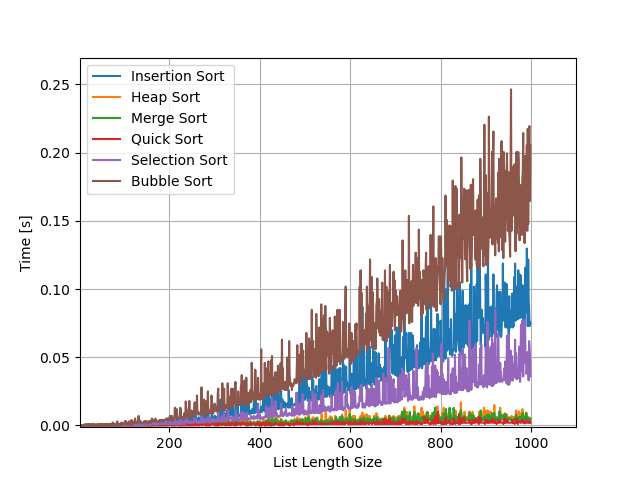 0.25
0.20
0.15
0.10
0.05
0.00
Time [s]
Insertion Sort
Heap Sort
Merge Sort
Quick Sort
Selection Sort
Bubble Sort
200
400
600
800
1000
List Length Size